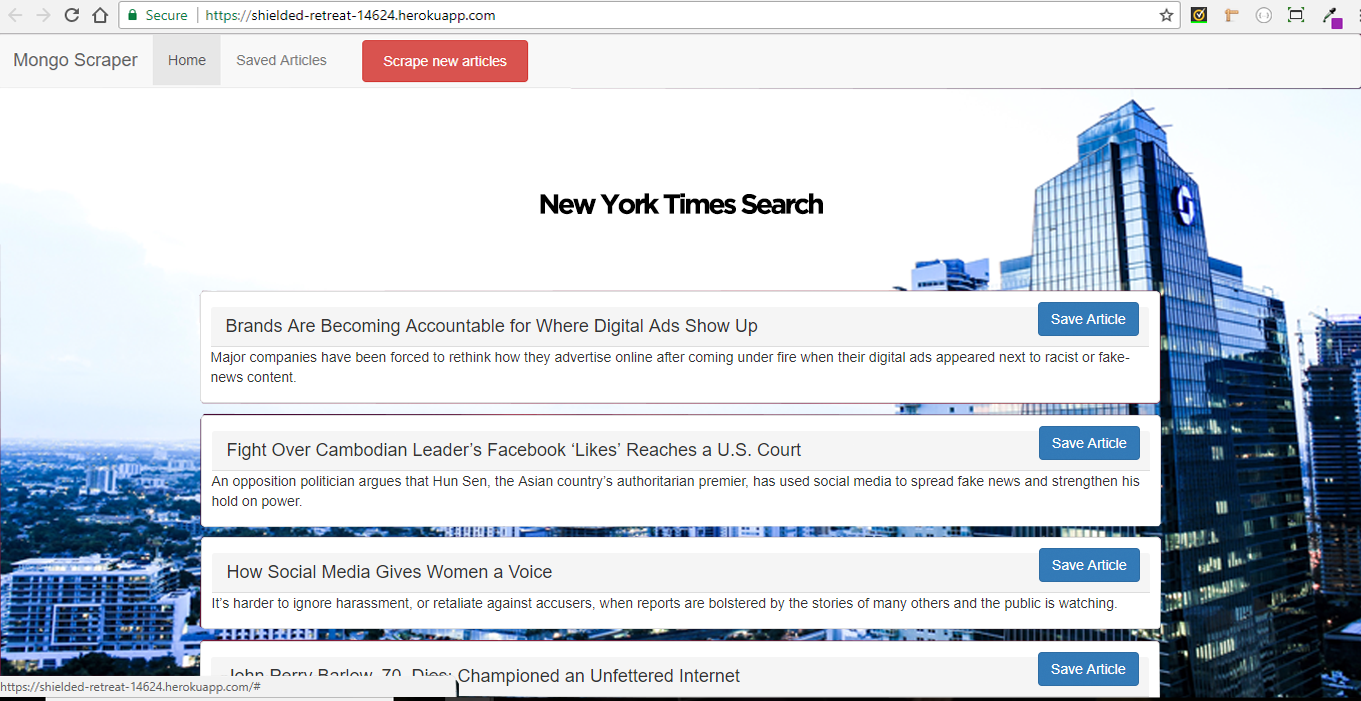 Secure https://shielded-retreat-14624.herokuapp.com
Mongo Scraper Home Saved Articles Scrape new articles
New York Times Search
Brands Are Becoming Accountable for Where Digital Ads Show Up Save Article
Major companies have been forced to rethink how they advertise online after coming under fire when their digital ads appeared next to racist or fake-
news content.
Fight Over Cambodian Leader’s Facebook ‘Likes’ Reaches a U.S. Court Save Article
An opposition politician argues that Hun Sen, the Asian country’s authoritarian premier, has used social media to spread fake news and strengthen his
hold on power.
How Social Media Gives Women a Voice Save Article
It’s harder to ignore harassment, or retaliate against accusers, when reports are bolstered by the stories of many others and the public is watching.
John Perry Barlow, 70, Dies; Championed an Unfettered Internet Save Article
https://shielded-retreat-14624.herokuapp.com/#